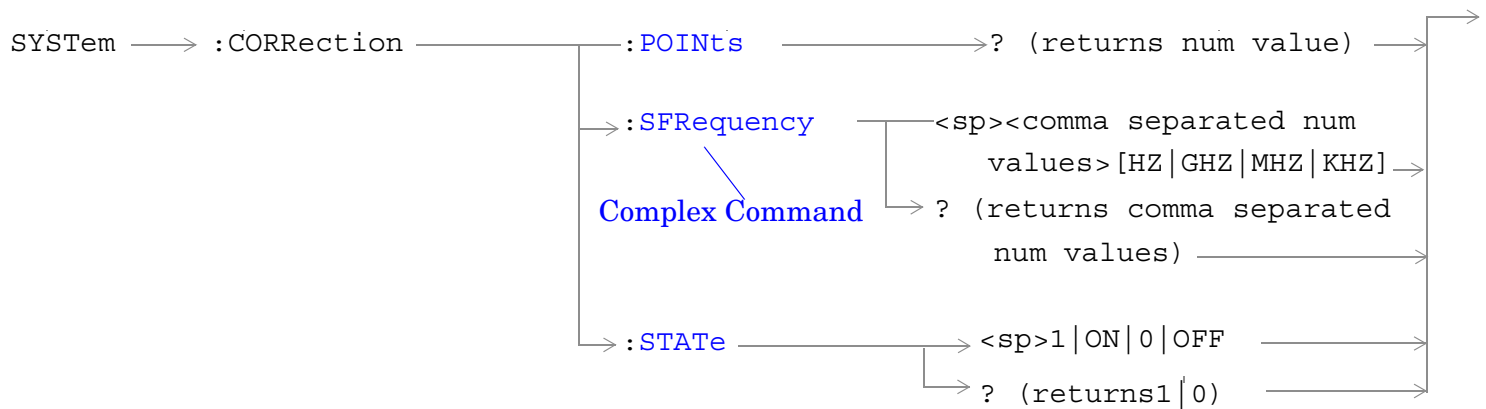 SYSTem :CORRection :POINts ? (returns num value)
:SFRequency <sp><comma separated num
values>[HZ|GHZ|MHZ|KHZ]
Complex Command ? (returns comma separated
num values)
:STATe <sp>1|ON|0|OFF
? (returns1|0)